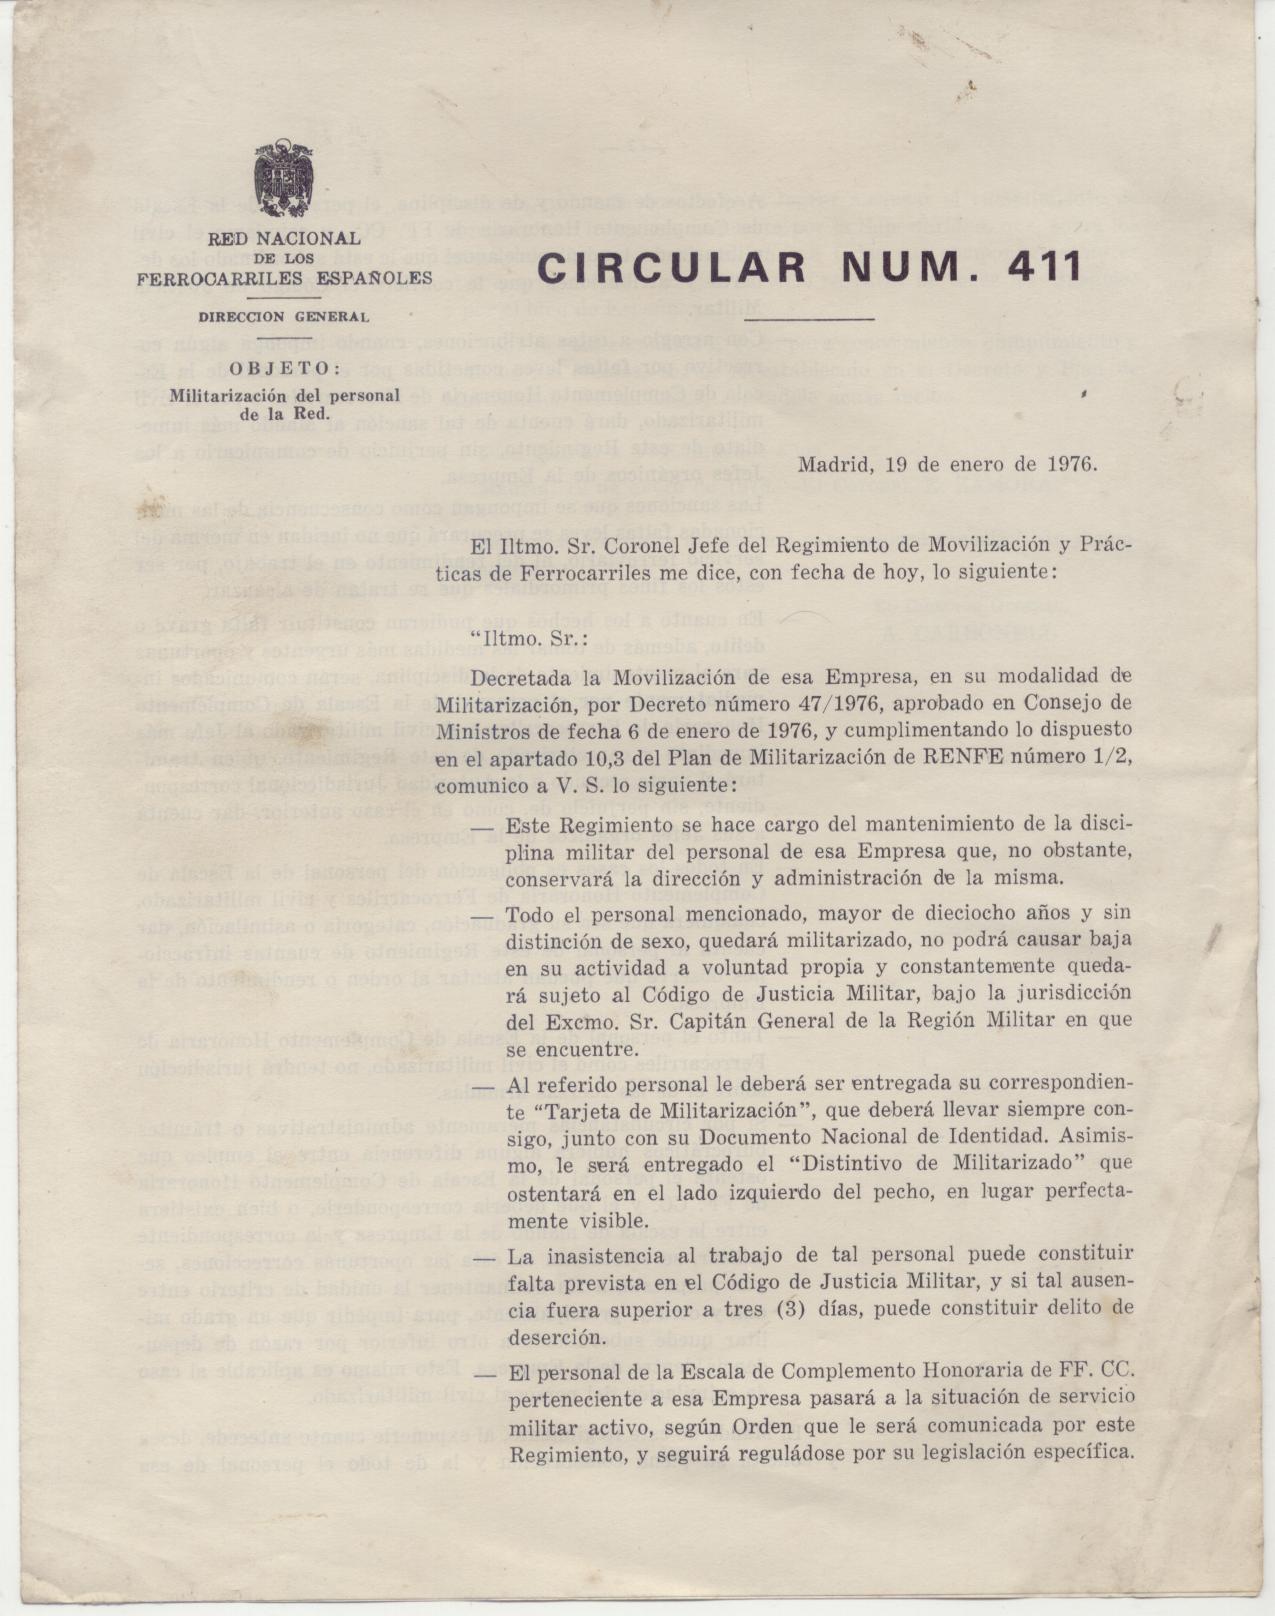 RED NACIONAL
DE LOS
FERROCARRILES ESPAÑOLES
DIRECCION GENERAL
OBJETO:
Militarización del personal
de la Red.
CIRCULAR NUM. 411
Madrid, 19 de enero de 1976.
El Iltmo. Sr. Coronel Jefe del Regimiento de Movilización y Prác-
ticas de Ferrocarriles me dice, con fecha de hoy, lo siguiente:
“Iltmo. Sr.:
Decretada la Movilización de esa Empresa, en su modalidad de
Militarización, por Decreto número 47/1976, aprobado en Consejo de
Ministros de fecha 6 de enero de 1976, y cumplimentando lo dispuesto
en el apartado 10,3 del Plan de Militarización de RENFE número 1/2,
comunico a V. S. lo siguiente:
— Este Regimiento se hace cargo del mantenimiento de la disci-
plina militar del personal de esa Empresa que, no obstante,
conservará la dirección y administración de la misma.
— Todo el personal mencionado, mayor de dieciocho años y sin
distinción de sexo, quedará militarizado, no podrá causar baja
en su actividad a voluntad propia y constantemente queda-
rá sujeto al Código de Justicia Militar, bajo la jurisdicción
del Excmo. Sr. Capitán General de la Región Militar en que
se encuentre.
— Al referido personal le deberá ser entregada su correspondien-
te “Tarjeta de Militarización”, que deberá llevar siempre con-
sigo, junto con su Documento Nacional de Identidad. Asimis-
mo, le será entregado el “Distintivo de Militarizado” que
ostentará en el lado izquierdo del pecho, en lugar perfecta-
mente visible.
— La inasistencia al trabajo de tal personal puede constituir
falta prevista en el Código de Justicia Militar, y si tal ausen-
cia fuera superior a tres (3) días, puede constituir delito de
deserción.
— El personal de la Escala de Complemento Honoraria de FF. CC.
perteneciente a esa Empresa pasará a la situación de servicio
militar activo, según Orden que le será comunicada por este
Regimiento, y seguirá reguládose por su legislación específica.